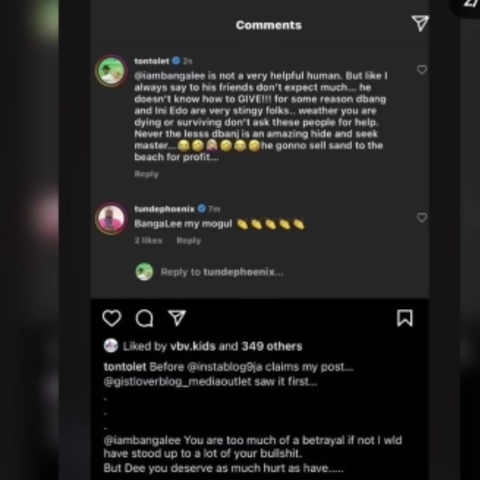 2/
Comments
tontolet 2s
@iambangalee is not a very helpful human. But like I
always say to his friends don't expect much... he
doesn't know how to GIVE!!! for some reason dbang
and Ini Edo are very stingy folks.. weather you are
dying or surviving don't ask these people for help.
Never the lesss dbanj is an amazing hide and seek
master...😂🤣🤦🏼‍♀️🤣😂🤣he gonno sell sand to the
beach for profit...
Reply
tundephoenix 7m
BangaLee my mogul 👏👏👏👏👏
2 likes Reply
Reply to tundephoenix...
Liked by vbv.kids and 349 others
tontolet Before @instablog9ja claims my post...
@gistloverblog_mediaoutlet saw it first...
.
.
.
@iambangalee You are too much of a betrayal if not I wld
have stood up to a lot of your bullshit.
But Dee you deserve as much hurt as have.....